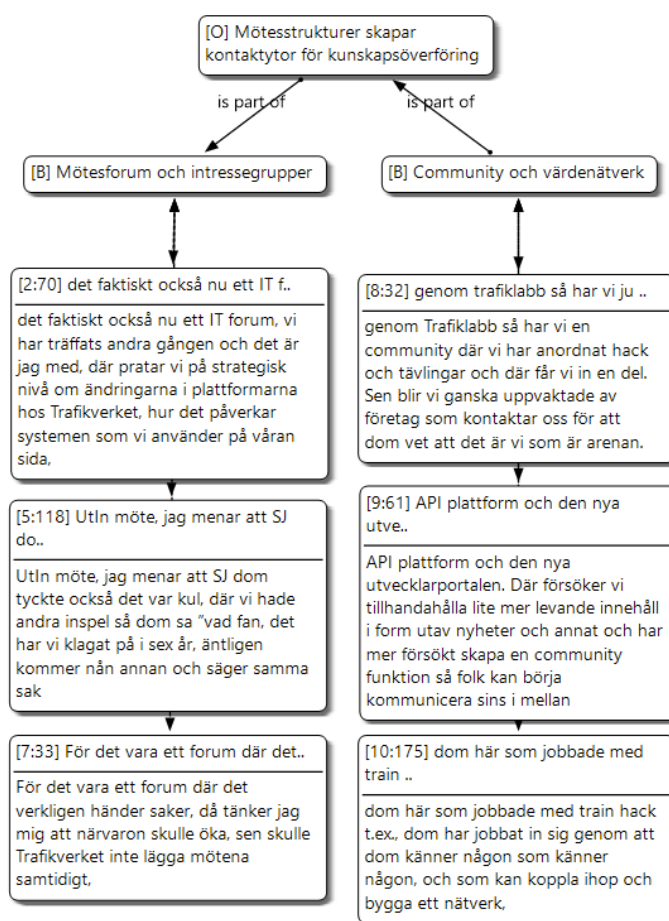 [O] Mötesstrukturer skapar
kontaktytor för kunskapsöverföring
is part of
is part of
[B] Mötesforum och intressegrupper
[B] Community och värdenätverk
[2:70] det faktiskt också nu ett IT f..
det faktiskt också nu ett IT forum, vi
har träffats andra gången och det är
jag med, där pratar vi på strategisk
nivå om ändringarna i plattformarna
hos Trafikverket, hur det påverkar
systemen som vi använder på våran
sida,
[5:118] UtIn möte, jag menar att SJ
do..
UtIn möte, jag menar att SJ dom
tyckte också det var kul, där vi hade
andra inspel så dom sa ”vad fan, det
har vi klagat på i sex år, äntligen
kommer nån annan och säger samma
sak
[7:33] För det vara ett forum där det..
För det vara ett forum där det
verkligen händer saker, då tänker jag
mig att närvaron skulle öka, sen skulle
Trafikverket inte lägga mötena
samtidigt,
[8:32] genom trafiklabb så har vi ju ..
genom Trafiklabb så har vi en
community där vi har anordnat hack
och tävlingar och där får vi in en del.
Sen blir vi ganska uppvaktade av
företag som kontaktar oss för att
dom vet att det är vi som är arenan.
[9:61] API plattform och den nya
utve..
API plattform och den nya
utvecklarportalen. Där försöker vi
tillhandahålla lite mer levande innehåll
i form utav nyheter och annat och har
mer försökt skapa en community
funktion så folk kan börja
kommunicera sins i mellan
[10:175] dom här som jobbade med
train ..
dom här som jobbade med train hack
t.ex., dom har jobbat in sig genom att
dom känner någon som känner
någon, och som kan koppla ihop och
bygga ett nätverk,